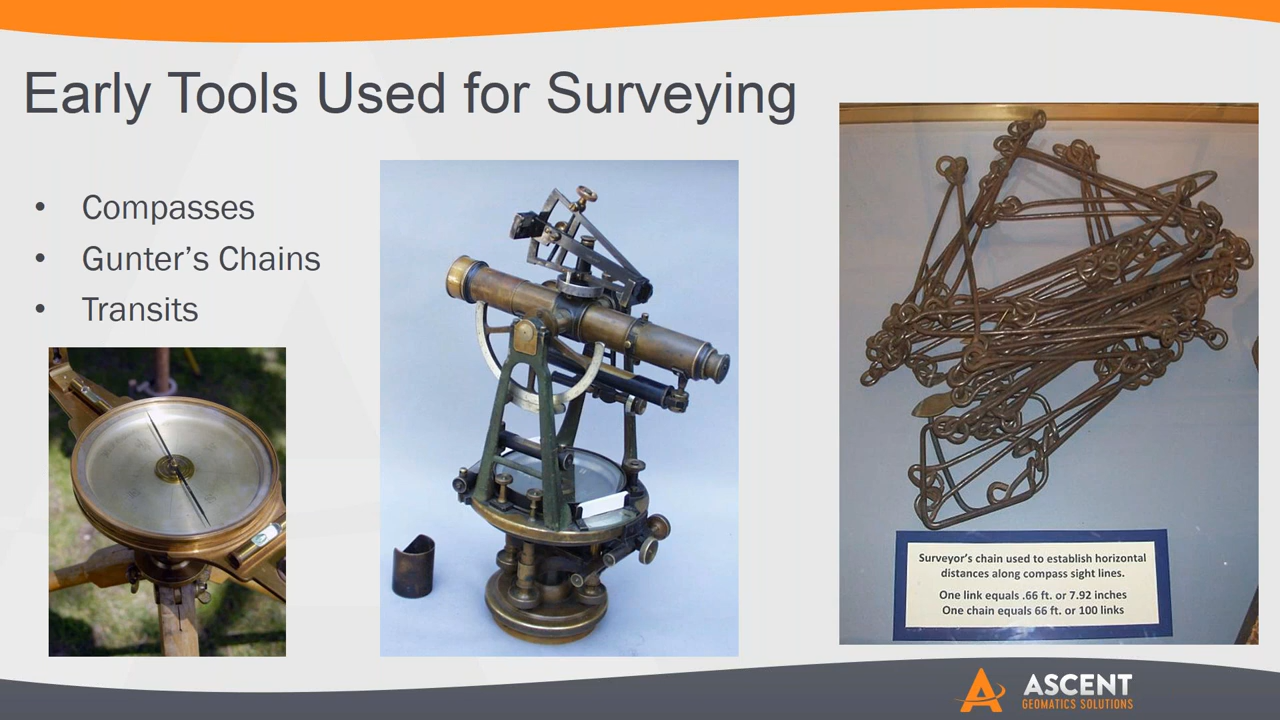 Early Tools Used for Surveying
• Compasses
• Gunter's Chains
• Transits
Surveyor's chain used to establish horizontal
distances along compass sight lines.
One link equals .66 ft. or 7.92 inches
One chain equals 66 ft. or 100 links
ASCENT
GEOMATICS SOLUTIONS